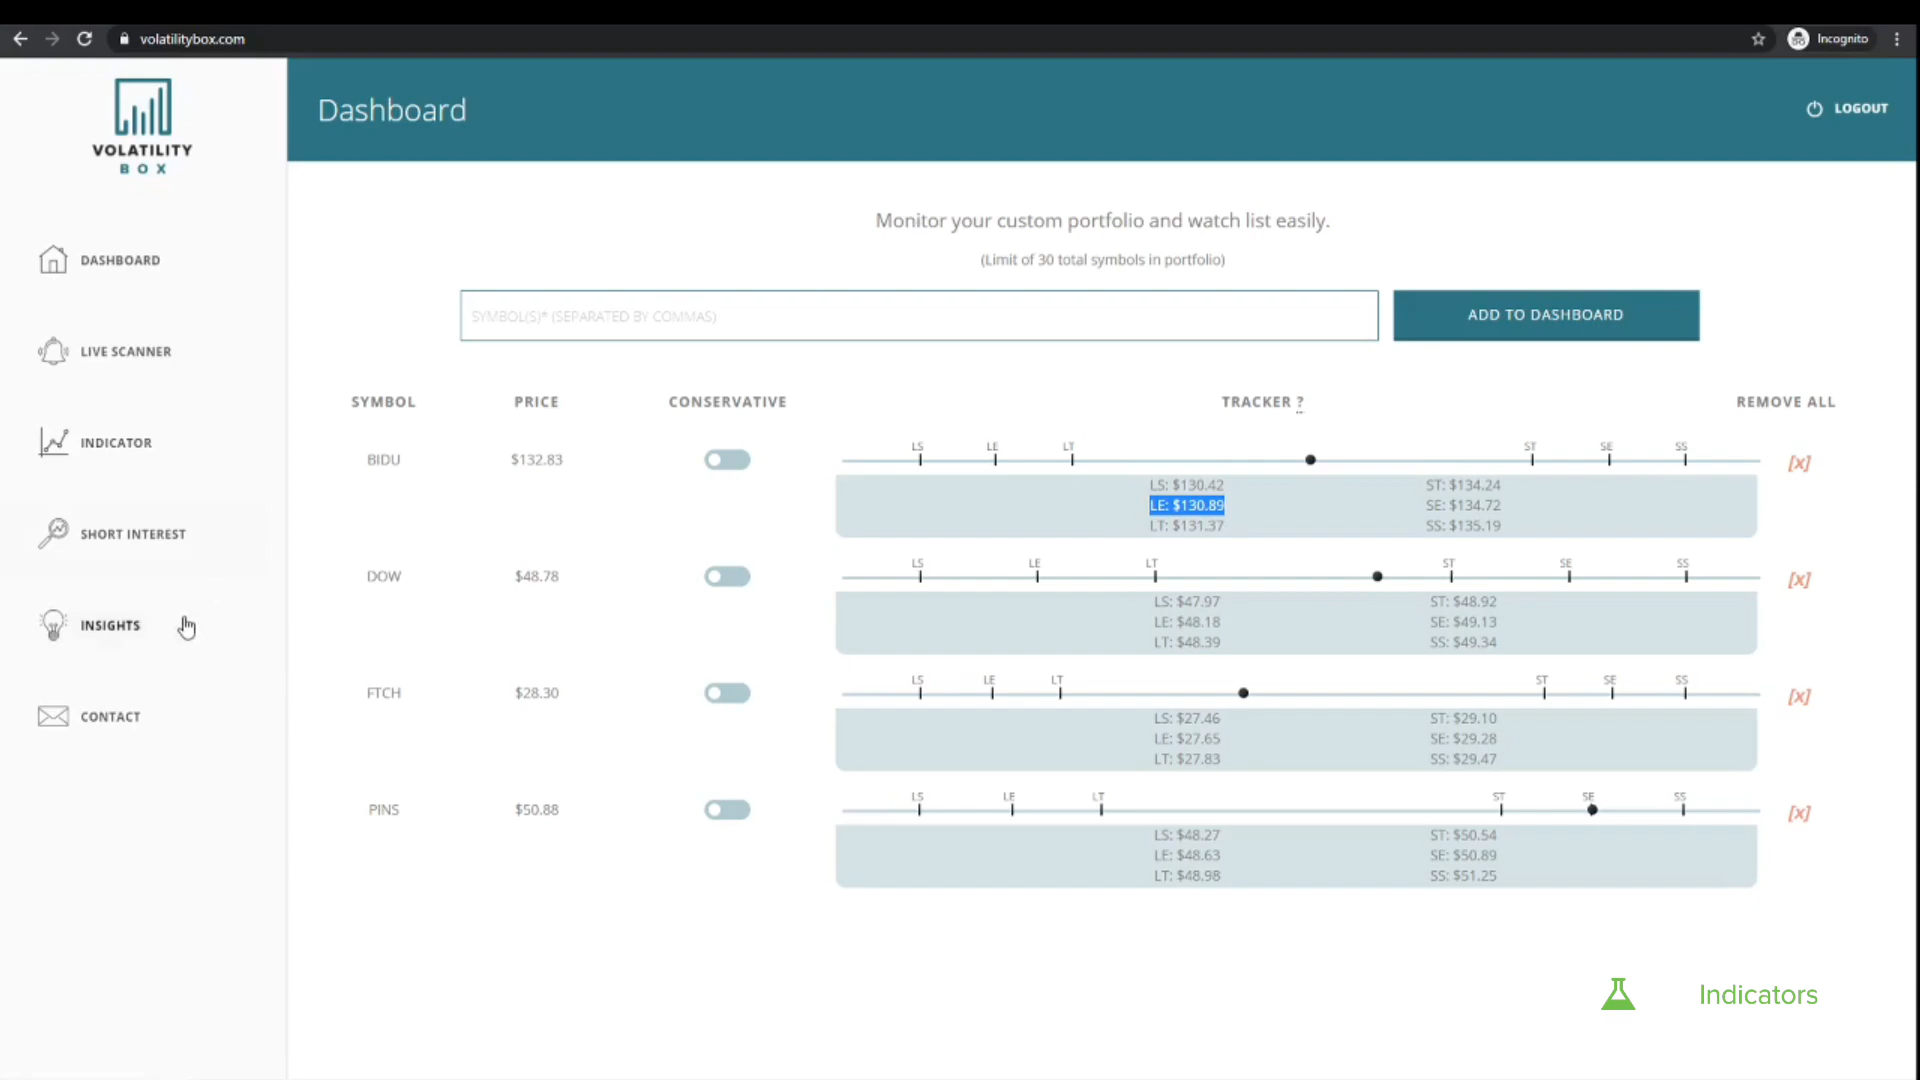 volatilitybox.com
Incognito
VOLATILITY
BOX
Dashboard
LOGOUT
DASHBOARD
LIVE SCANNER
INDICATOR
SHORT INTEREST
INSIGHTS
CONTACT
Monitor your custom portfolio and watch list easily.
(Limit of 30 total symbols in portfolio)
SYMBOL(S)* (SEPARATED BY COMMAS)
ADD TO DASHBOARD
SYMBOL PRICE CONSERVATIVE TRACKER ? REMOVE ALL
LS LE LT ST SE SS
BIDU $132.83 [x]
LS: $130.42 ST: $134.24
LE: $130.89 SE: $134.72
LT: $131.37 SS: $135.19
LS LE LT ST SE SS
DOW $48.78 [x]
LS: $47.97 ST: $48.92
LE: $48.18 SE: $49.13
LT: $48.39 SS: $49.34
LS LE LT ST SE SS
FTCH $28.30 [x]
LS: $27.46 ST: $29.10
LE: $27.65 SE: $29.28
LT: $27.83 SS: $29.47
LS LE LT ST SE SS
PINS $50.88 [x]
LS: $48.27 ST: $50.54
LE: $48.63 SE: $50.89
LT: $48.98 SS: $51.25
Indicators